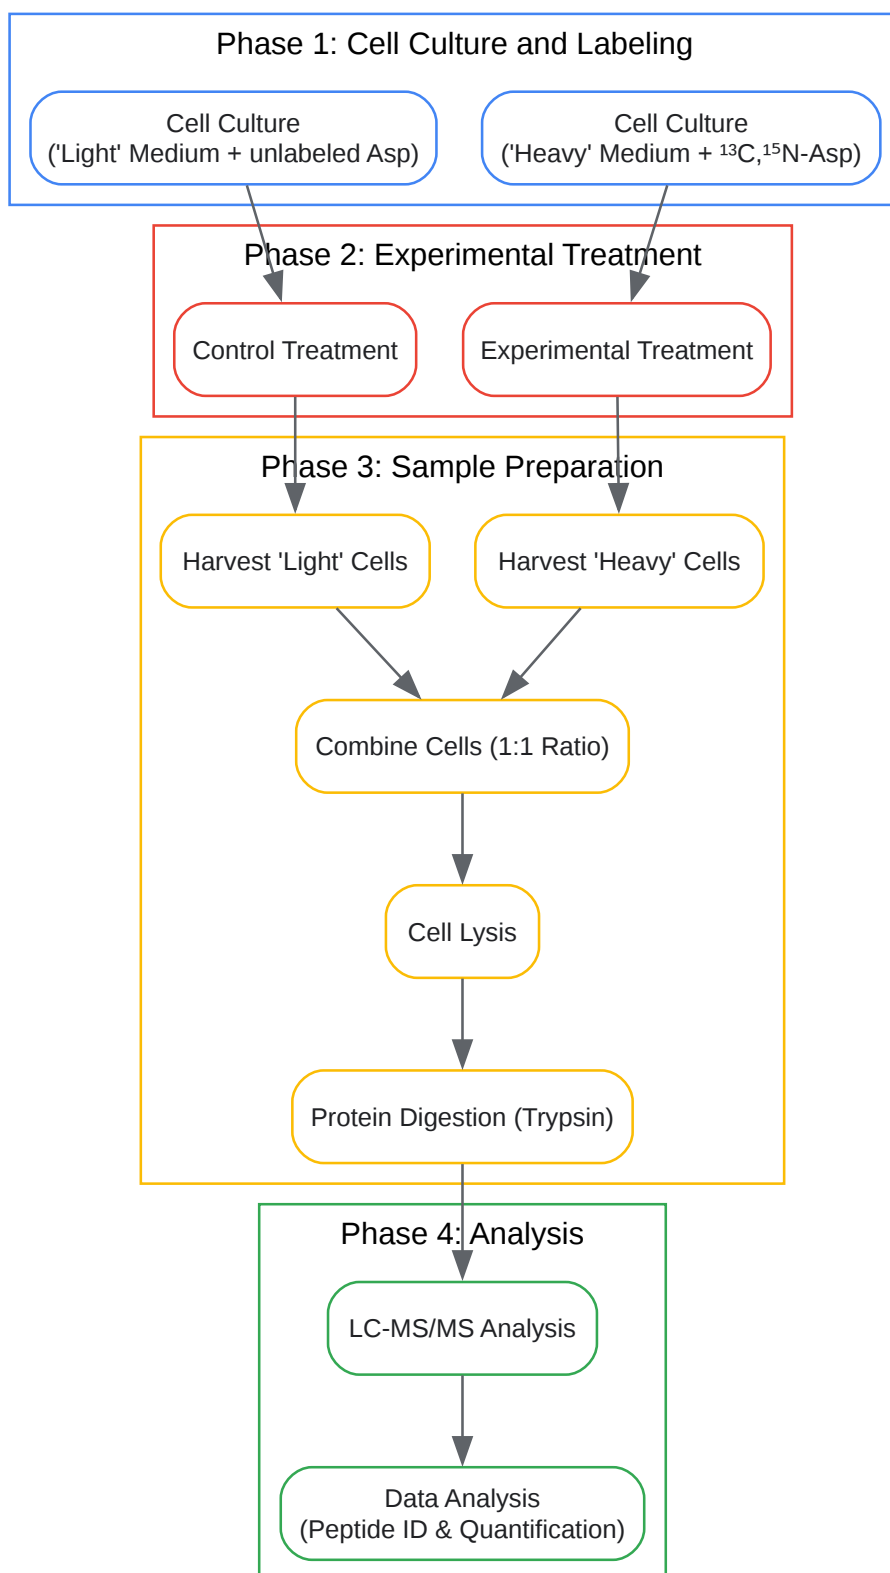 Phase 1: Cell Culture and Labeling
Cell Culture
('Light' Medium + unlabeled Asp)
Cell Culture
('Heavy' Medium + ¹³C,¹⁵N-Asp)
Phase 2: Experimental Treatment
Control Treatment
Experimental Treatment
Phase 3: Sample Preparation
Harvest 'Light' Cells
Harvest 'Heavy' Cells
Combine Cells (1:1 Ratio)
Cell Lysis
Protein Digestion (Trypsin)
Phase 4: Analysis
LC-MS/MS Analysis
Data Analysis
(Peptide ID & Quantification)